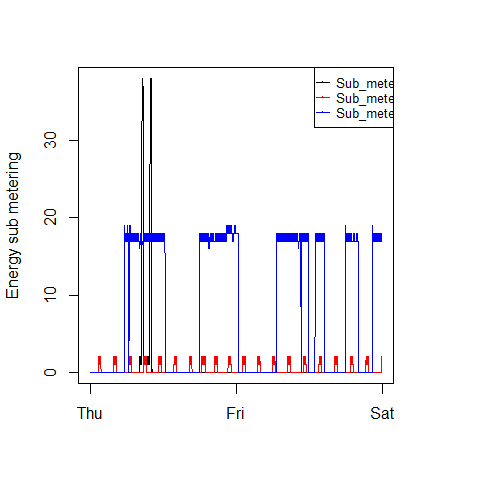 Sub_mete
Sub_mete
Sub_mete
Energy sub metering
30
20
10
0
Thu Fri Sat